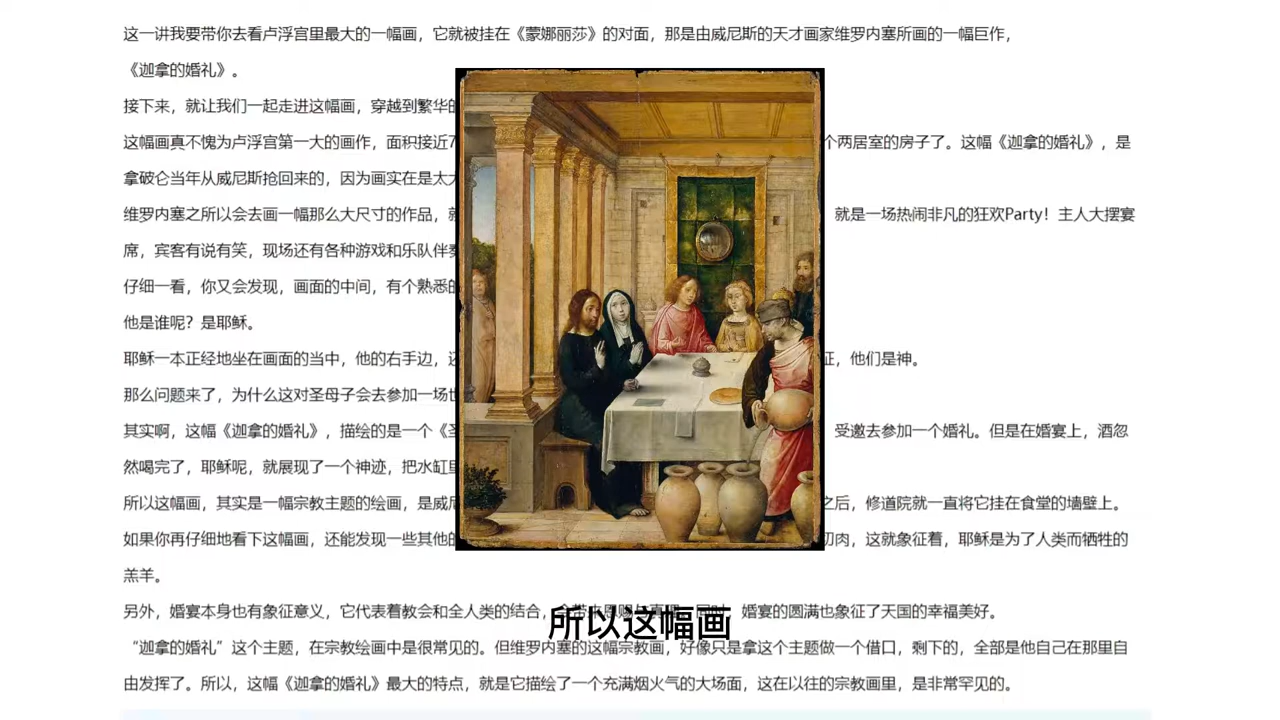 这一讲我要带你去看卢浮宫里最大的一幅画，它就被挂在《蒙娜丽莎》的对面，那是由威尼斯的天才画家维罗内塞所画的一幅巨作，
《迦拿的婚礼》。
接下来，就让我们一起走进这幅画，穿越到繁华的
这幅画真不愧为卢浮宫第一大的画作，面积接近7 个两居室的房子了。这幅《迦拿的婚礼》，是
拿破仑当年从威尼斯抢回来的，因为画实在是太大
维罗内塞之所以会去画一幅那么大尺寸的作品，就 就是一场热闹非凡的狂欢Party！主人大摆宴
席，宾客有说有笑，现场还有各种游戏和乐队伴奏
仔细一看，你又会发现，画面的中间，有个熟悉的
他是谁呢？是耶稣。
耶稣一本正经地坐在画面的当中，他的右手边，还 征，他们是神。
那么问题来了，为什么这对圣母子会去参加一场世
其实啊，这幅《迦拿的婚礼》，描绘的是一个《圣 受邀去参加一个婚礼。但是在婚宴上，酒忽
然喝完了，耶稣呢，就展现了一个神迹，把水缸里
所以这幅画，其实是一幅宗教主题的绘画，是威尼 之后，修道院就一直将它挂在食堂的墙壁上。
如果你再仔细地看下这幅画，还能发现一些其他的 切肉，这就象征着，耶稣是为了人类而牺牲的
羔羊。
另外，婚宴本身也有象征意义，它代表着教会和全人类的结合， 婚宴的圆满也象征了天国的幸福美好。
所以这幅画
“迦拿的婚礼”这个主题，在宗教绘画中是很常见的。但维罗内塞的这幅宗教画，好像只是拿这个主题做一个借口，剩下的，全部是他自己在那里自
由发挥了。所以，这幅《迦拿的婚礼》最大的特点，就是它描绘了一个充满烟火气的大场面，这在以往的宗教画里，是非常罕见的。